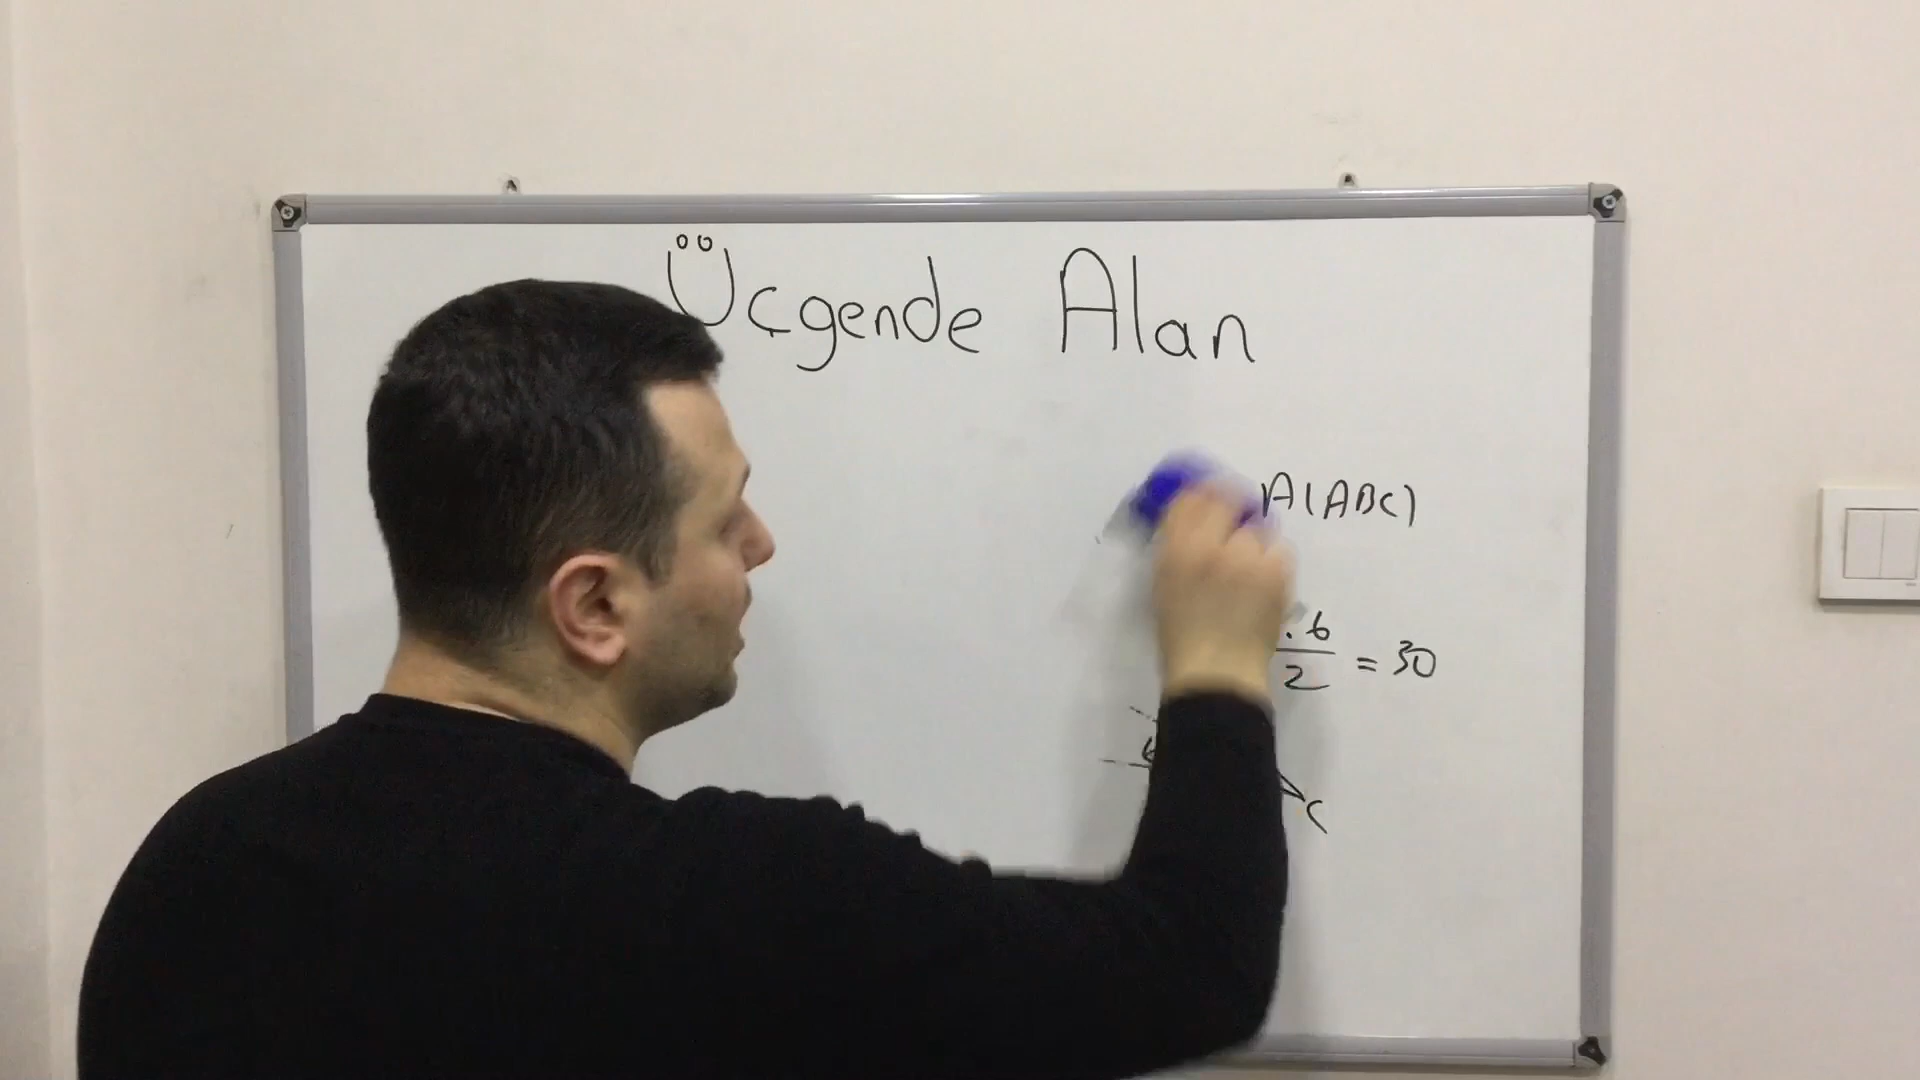 Üçgende Alan
A(ABC)
. 6
2 = 30
C